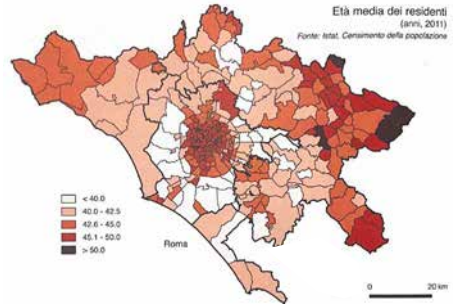 Età media dei residenti
(anni, 2011)
Fonte: Istat, Censimento della popolazione
< 40.0
40.0 - 42.5
42.6 - 45.0
45.1 - 50.0
> 50.0
Roma
0 20 km